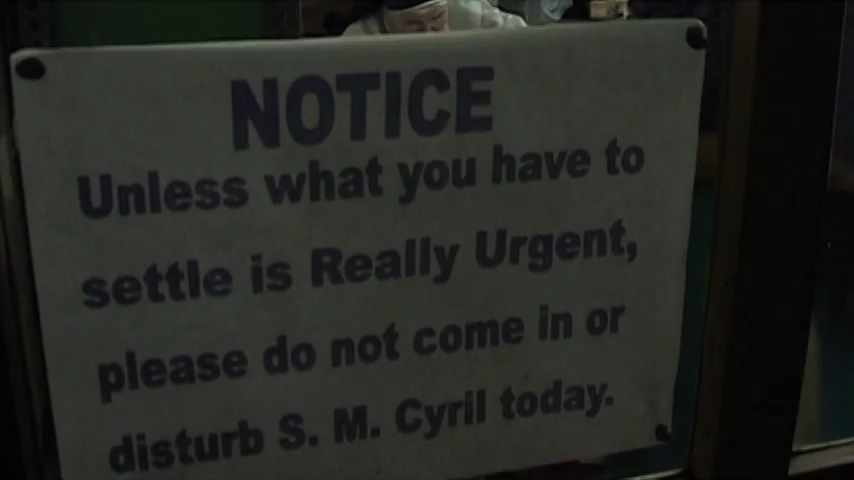 NOTICE
Unless what you have to
settle is Really Urgent,
please do not come in or
disturb S. M. Cyril today.